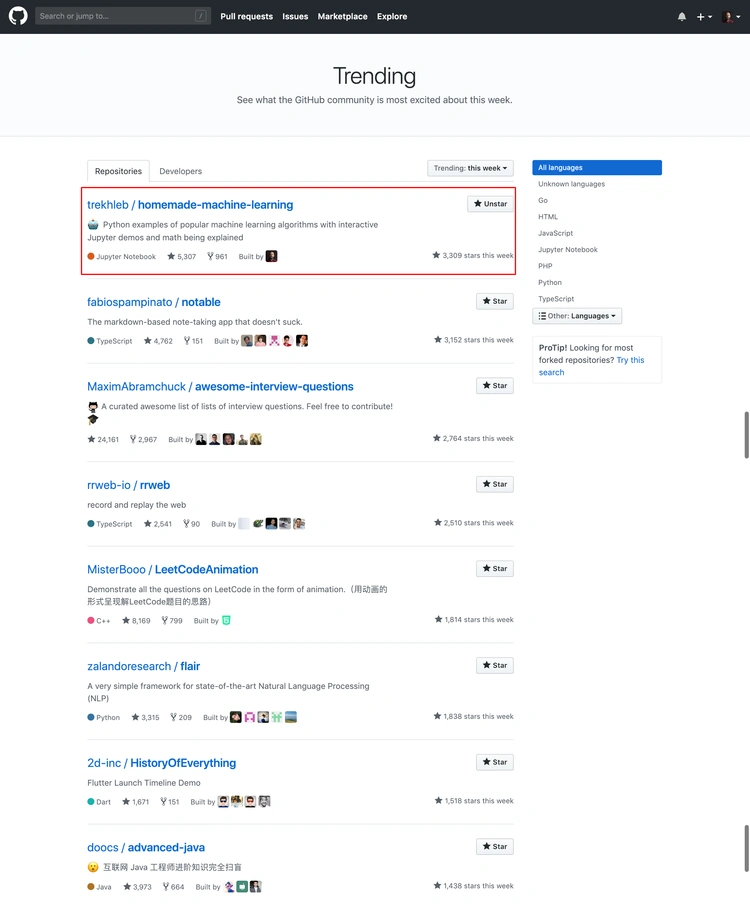 Search or jump to... /
Pull requests Issues Marketplace Explore
Trending
See what the GitHub community is most excited about this week.
Repositories Developers Trending: this week
trekhleb / homemade-machine-learning Unstar
Python examples of popular machine learning algorithms with interactive
Jupyter demos and math being explained
Jupyter Notebook 5,307 961 Built by 3,309 stars this week
fabiospampinato / notable Star
The markdown-based note-taking app that doesn't suck.
TypeScript 4,762 151 Built by 3,152 stars this week
MaximAbramchuck / awesome-interview-questions Star
A curated awesome list of lists of interview questions. Feel free to contribute!
24,161 2,967 Built by 2,764 stars this week
rrweb-io / rrweb Star
record and replay the web
TypeScript 2,541 90 Built by 2,510 stars this week
MisterBooo / LeetCodeAnimation Star
Demonstrate all the questions on LeetCode in the form of animation.（用动画的
形式呈现解LeetCode题目的思路）
C++ 8,169 799 Built by 1,814 stars this week
zalandoresearch / flair Star
A very simple framework for state-of-the-art Natural Language Processing
(NLP)
Python 3,315 209 Built by 1,838 stars this week
2d-inc / HistoryOfEverything Star
Flutter Launch Timeline Demo
Dart 1,671 151 Built by 1,518 stars this week
doocs / advanced-java Star
互联网 Java 工程师进阶知识完全扫盲
Java 3,973 664 Built by 1,438 stars this week
All languages
Unknown languages
Go
HTML
JavaScript
Jupyter Notebook
PHP
Python
TypeScript
Other: Languages
ProTip! Looking for most
forked repositories? Try this
search